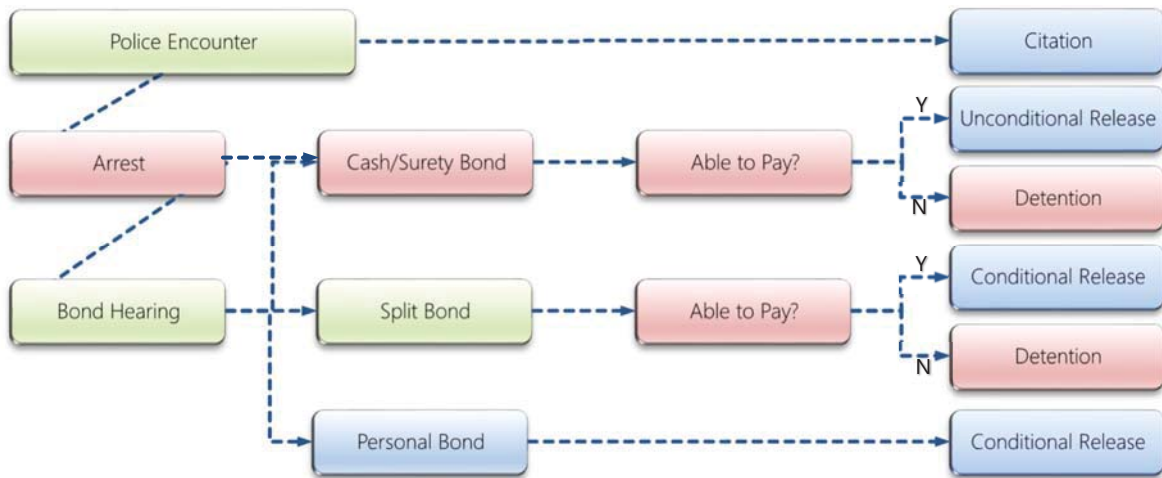 Police Encounter
Citation
Y
Unconditional Release
Arrest
Cash/Surety Bond
Able to Pay?
N
Detention
Y
Conditional Release
Bond Hearing
Split Bond
Able to Pay?
N
Detention
Personal Bond
Conditional Release